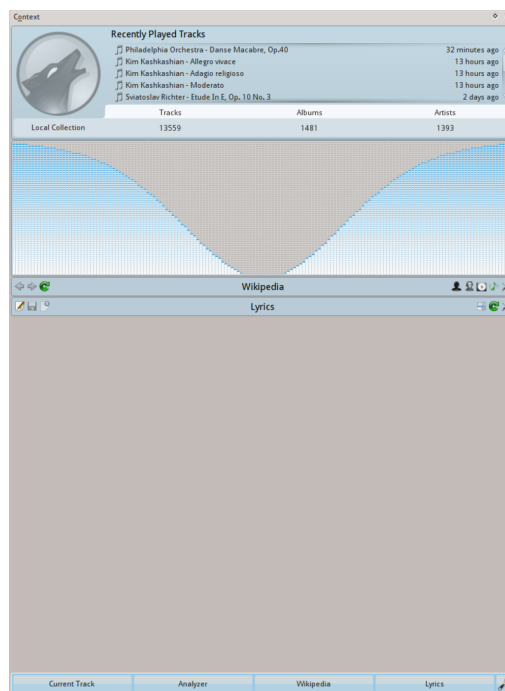 Context
Recently Played Tracks
Philadelphia Orchestra - Danse Macabre, Op.40 32 minutes ago
Kim Kashkashian - Allegro vivace 13 hours ago
Kim Kashkashian - Adagio religioso 13 hours ago
Kim Kashkashian - Moderato 13 hours ago
Sviatoslav Richter - Etude In E, Op. 10 No. 3 2 days ago
Tracks Albums Artists
Local Collection 13559 1481 1393
Wikipedia
Lyrics
Current Track Analyzer Wikipedia Lyrics